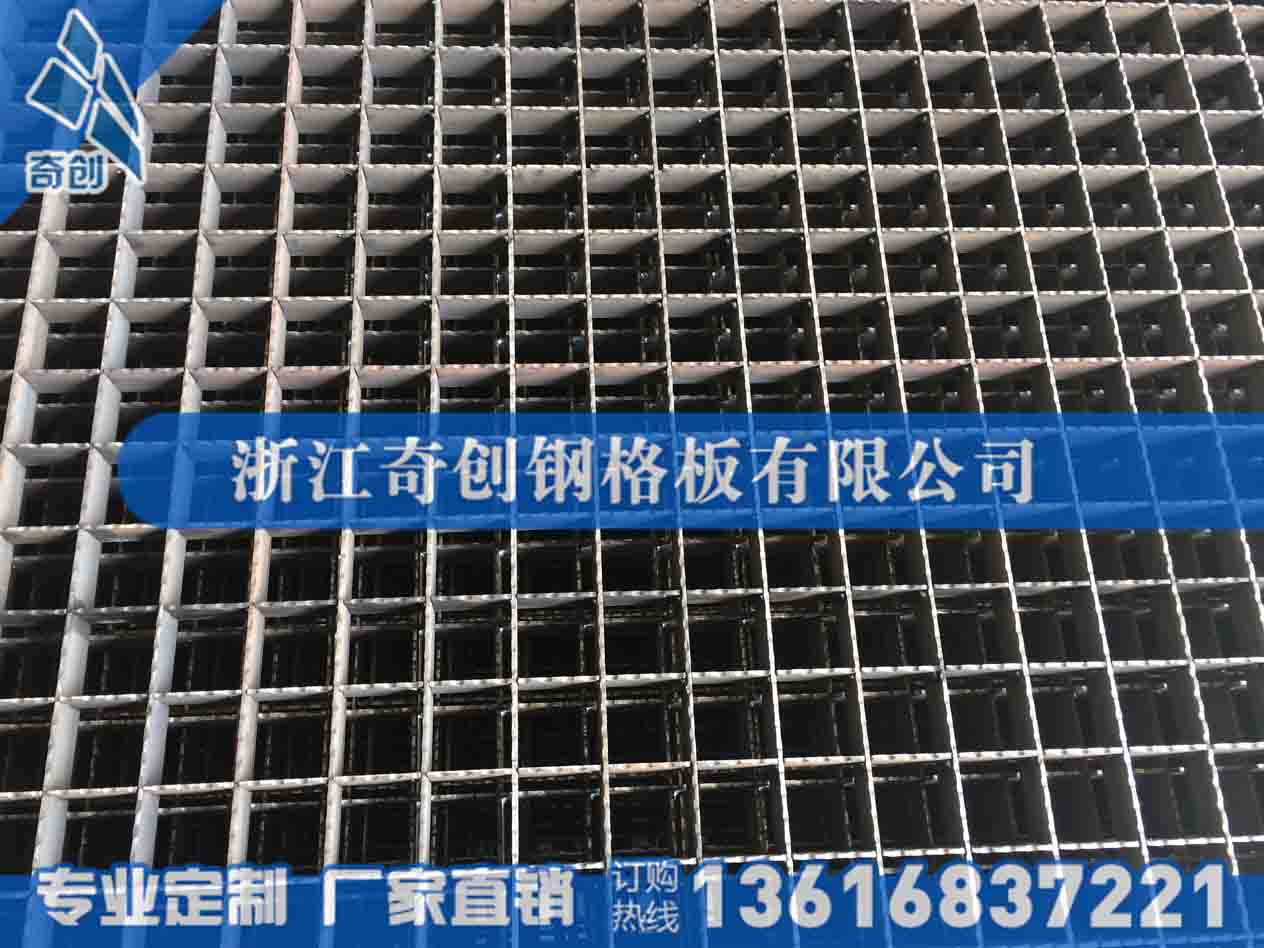 奇创
浙江奇创钢格板有限公司
专业定制 厂家直销 订购热线 13616837221